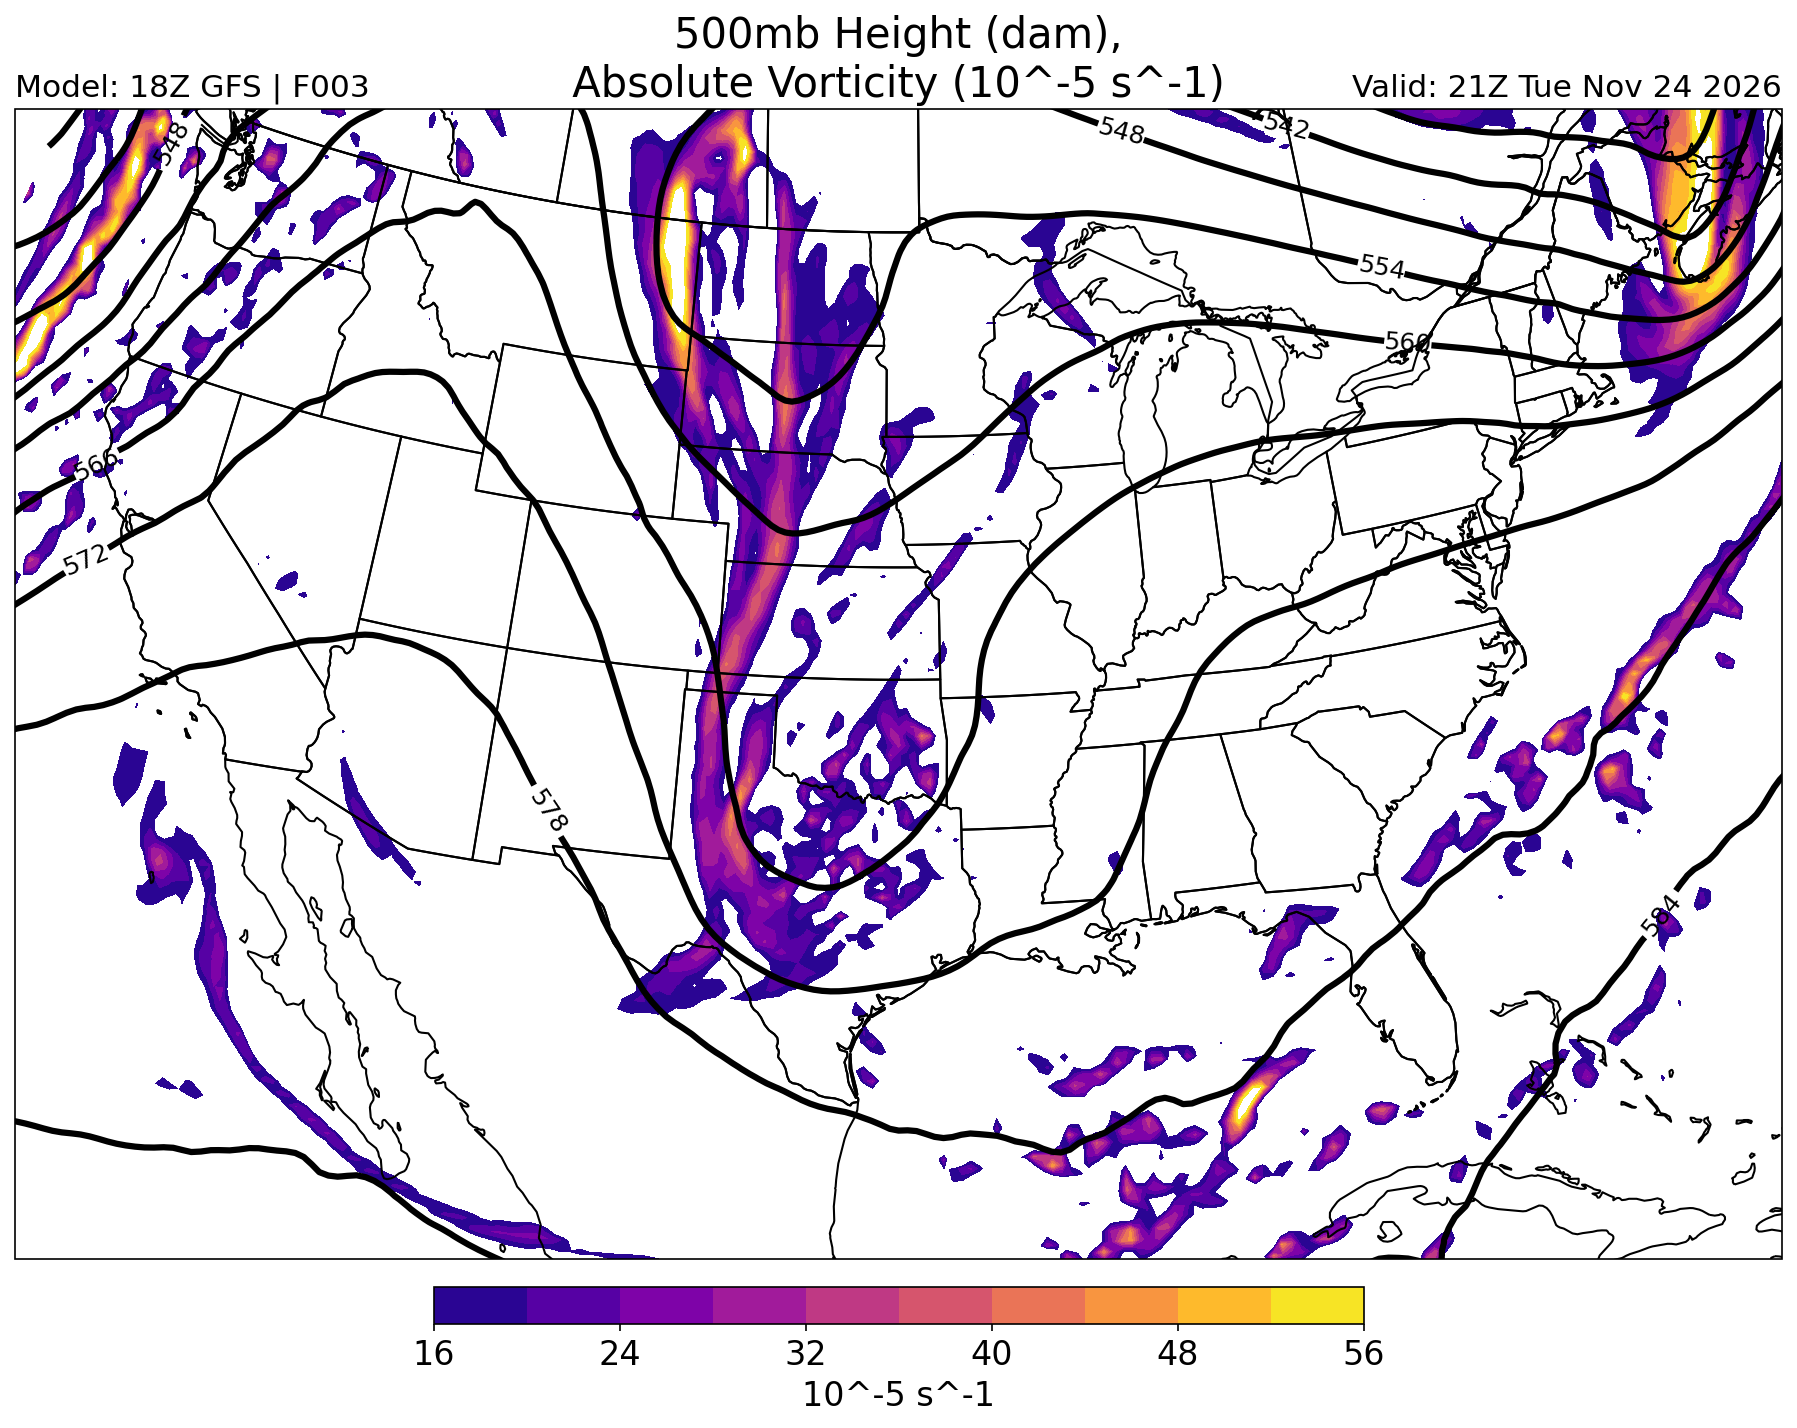 500mb Height (dam),
Absolute Vorticity (10^-5 s^-1)
Model: 18Z GFS | F003
Valid: 21Z Tue Nov 24 2026
548
548
542
554
560
566
572
578
584
16 24 32 40 48 56
10^-5 s^-1